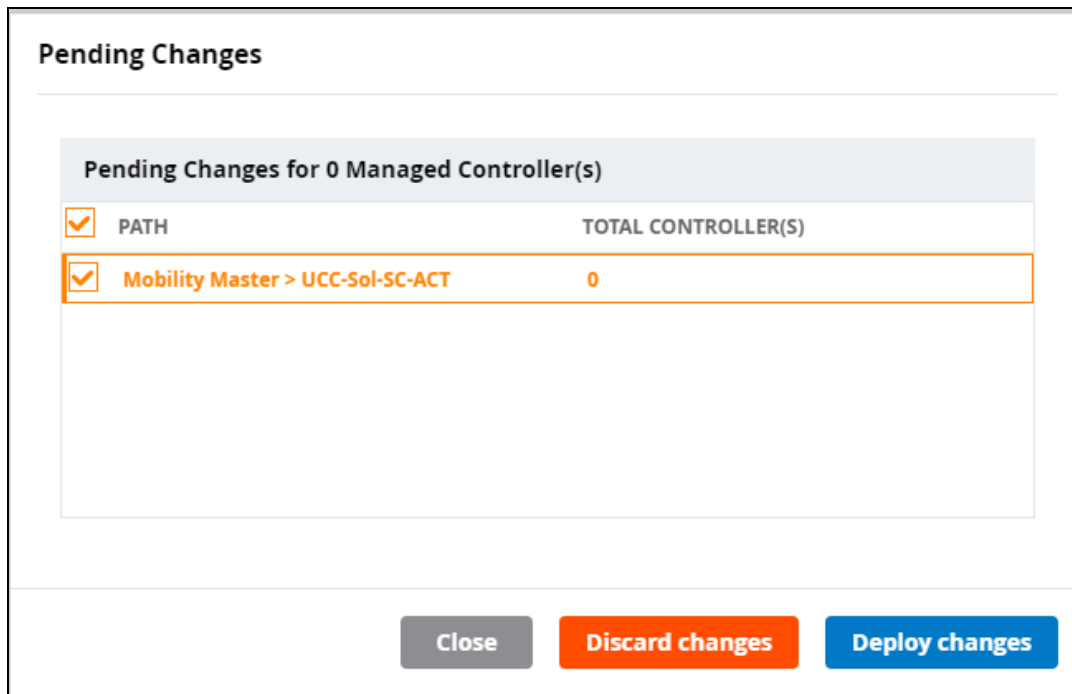 Pending Changes
Pending Changes for 0 Managed Controller(s)
PATH TOTAL CONTROLLER(S)
Mobility Master > UCC-Sol-SC-ACT 0
Close Discard changes Deploy changes